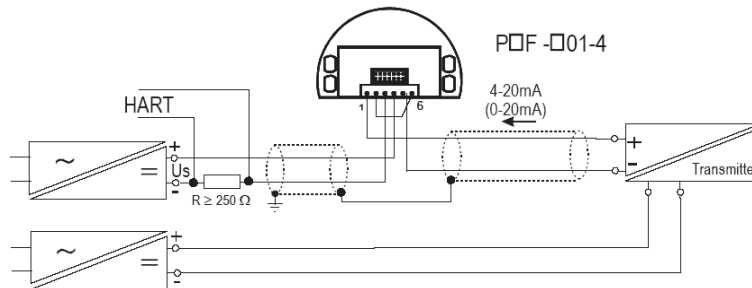 P☐F -☐01-4
HART
1
6
4-20mA
(0-20mA)
+
~
=
Us
-
R ≥ 250 Ω
+
-
Transmitte
~
=
+
-